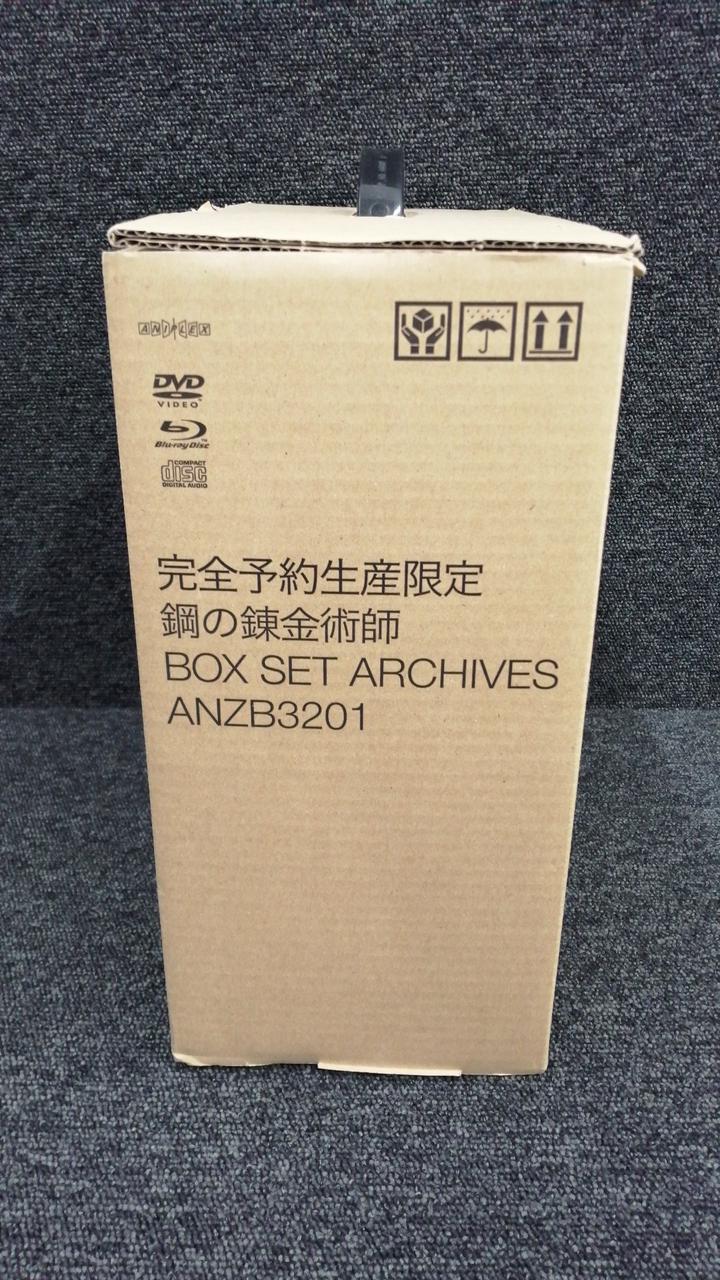 ANIPLEX
DVD
VIDEO
Blu-ray Disc
COMPACT
disc
DIGITAL AUDIO
完全予約生産限定
鋼の錬金術師
BOX SET ARCHIVES
ANZB3201